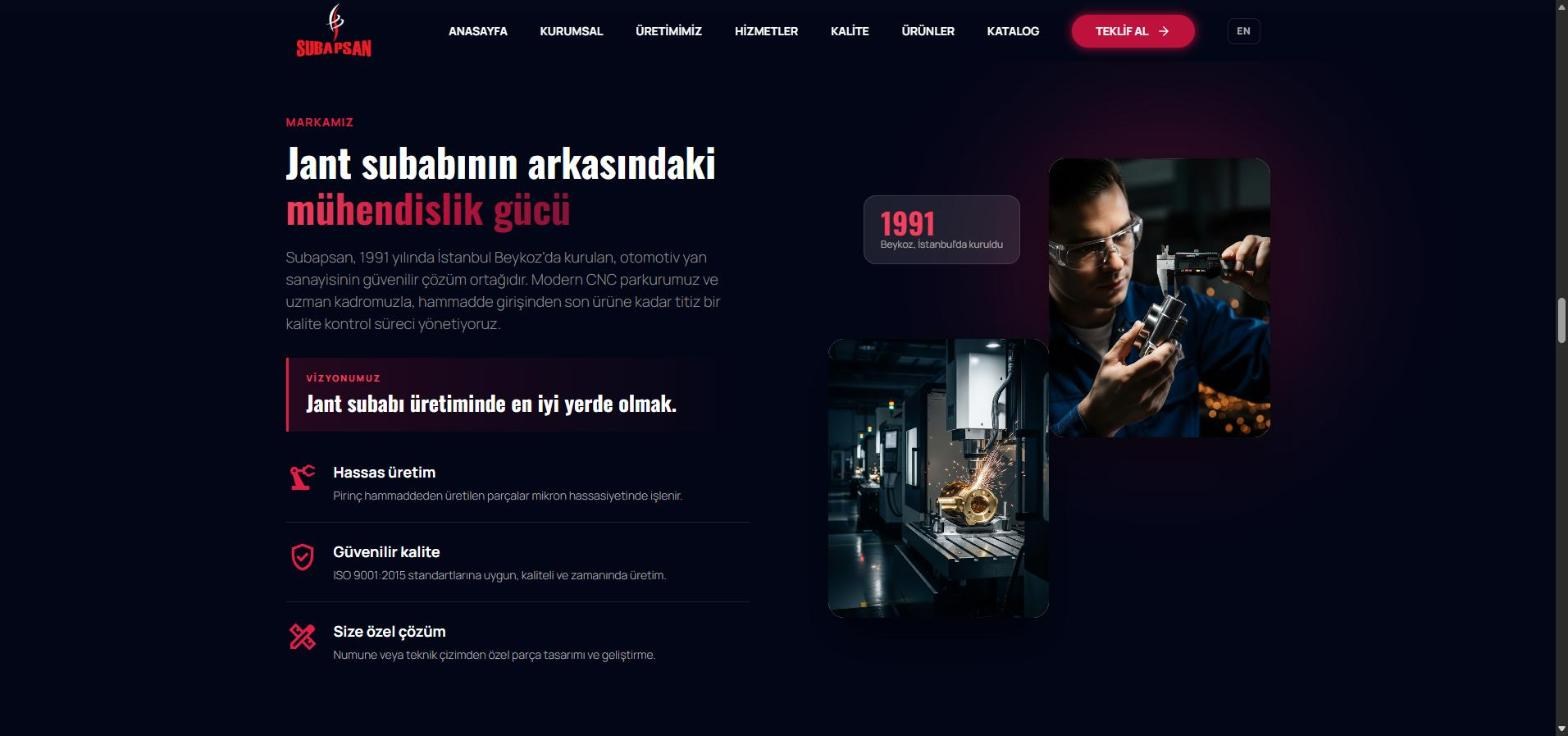 SUBAPSAN
ANASAYFA KURUMSAL ÜRETİMİMİZ HİZMETLER KALİTE ÜRÜNLER KATALOG TEKLİF AL EN
MARKAMIZ
Jant subabının arkasındaki
mühendislik gücü
Subapsan, 1991 yılında İstanbul Beykoz'da kurulan, otomotiv yan
sanayisinin güvenilir çözüm ortağıdır. Modern CNC parkurumuz ve
uzman kadromuzla, hammadde girişinden son ürüne kadar titiz bir
kalite kontrol süreci yönetiyoruz.
VİZYONUMUZ
Jant subabı üretiminde en iyi yerde olmak.
Hassas üretim
Pirinç hammaddeden üretilen parçalar mikron hassasiyetinde işlenir.
Güvenilir kalite
ISO 9001:2015 standartlarına uygun, kaliteli ve zamanında üretim.
Size özel çözüm
Numune veya teknik çizimden özel parça tasarımı ve geliştirme.
1991
Beykoz, İstanbul'da kuruldu